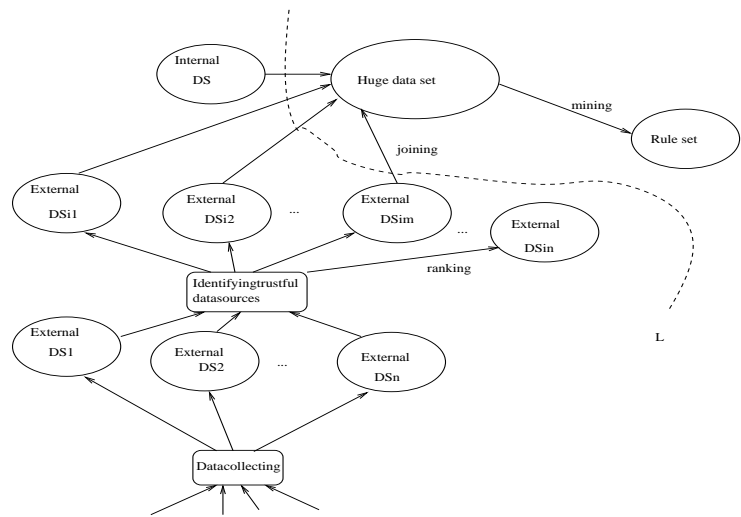 Internal
DS
Huge data set
mining
Rule set
joining
External
DSi1
External
DSi2
...
External
DSim
...
External
DSin
ranking
Identifyingtrustful
datasources
External
DS1
External
DS2
...
External
DSn
L
Datacollecting